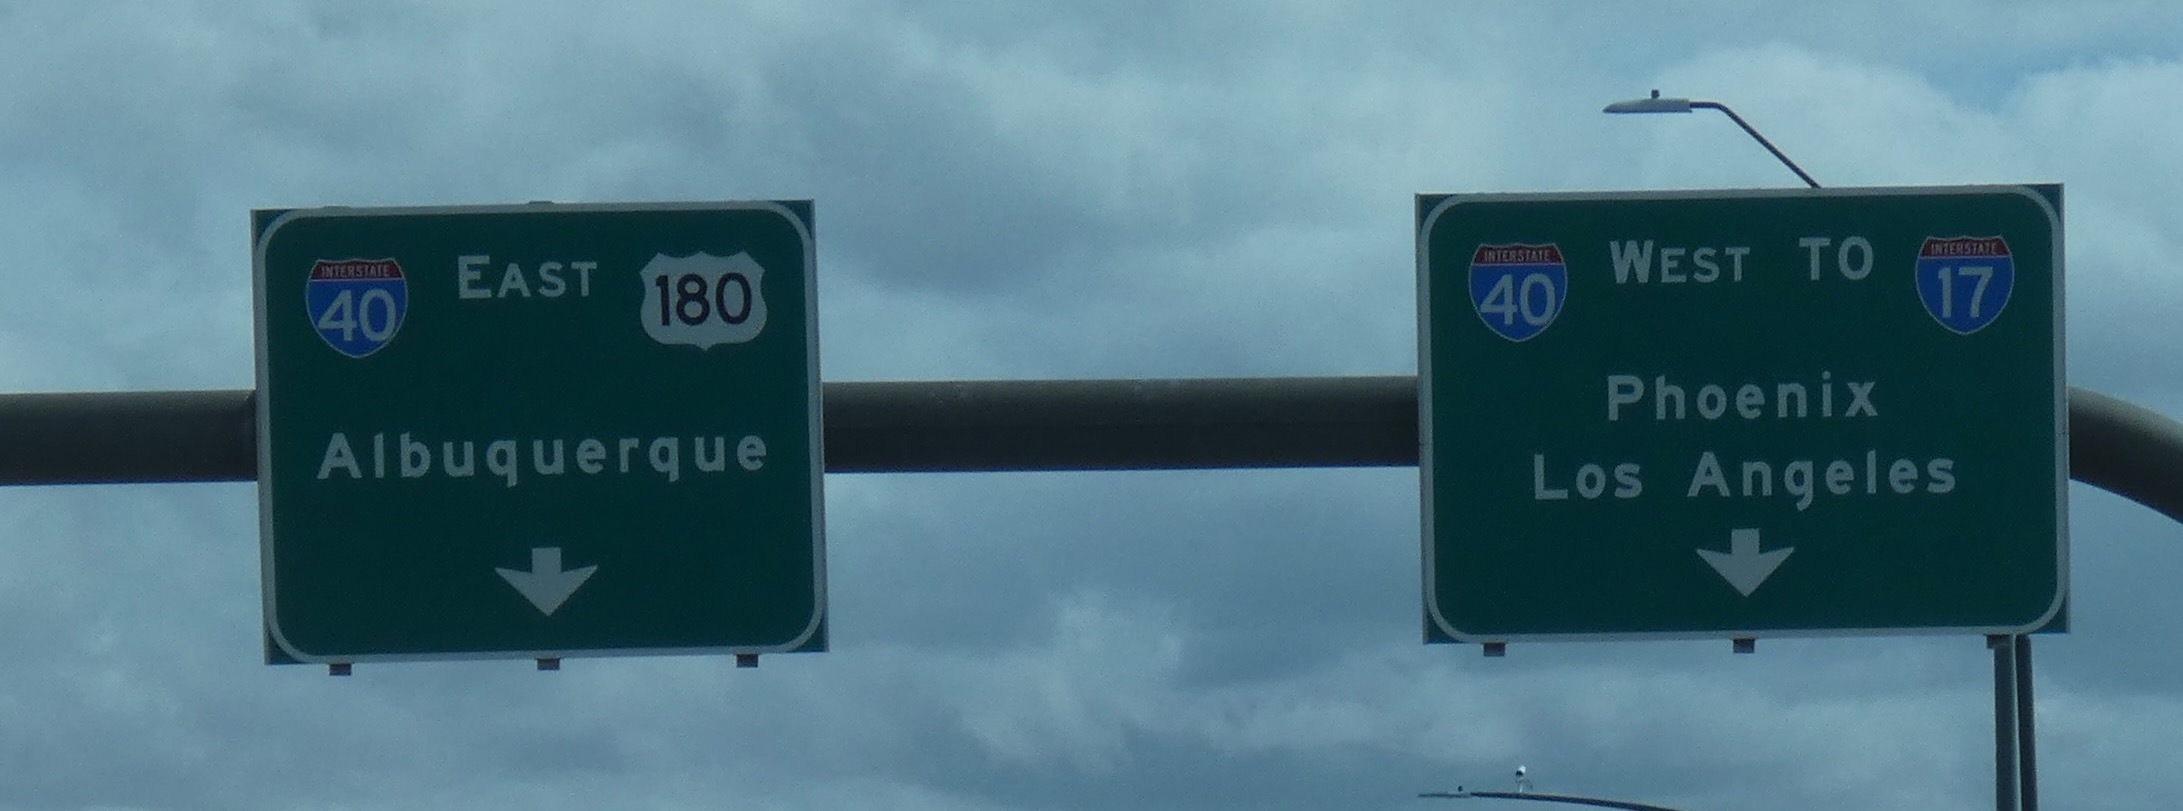 INTERSTATE 40 EAST 180
Albuquerque
INTERSTATE 40 WEST TO INTERSTATE 17
Phoenix
Los Angeles